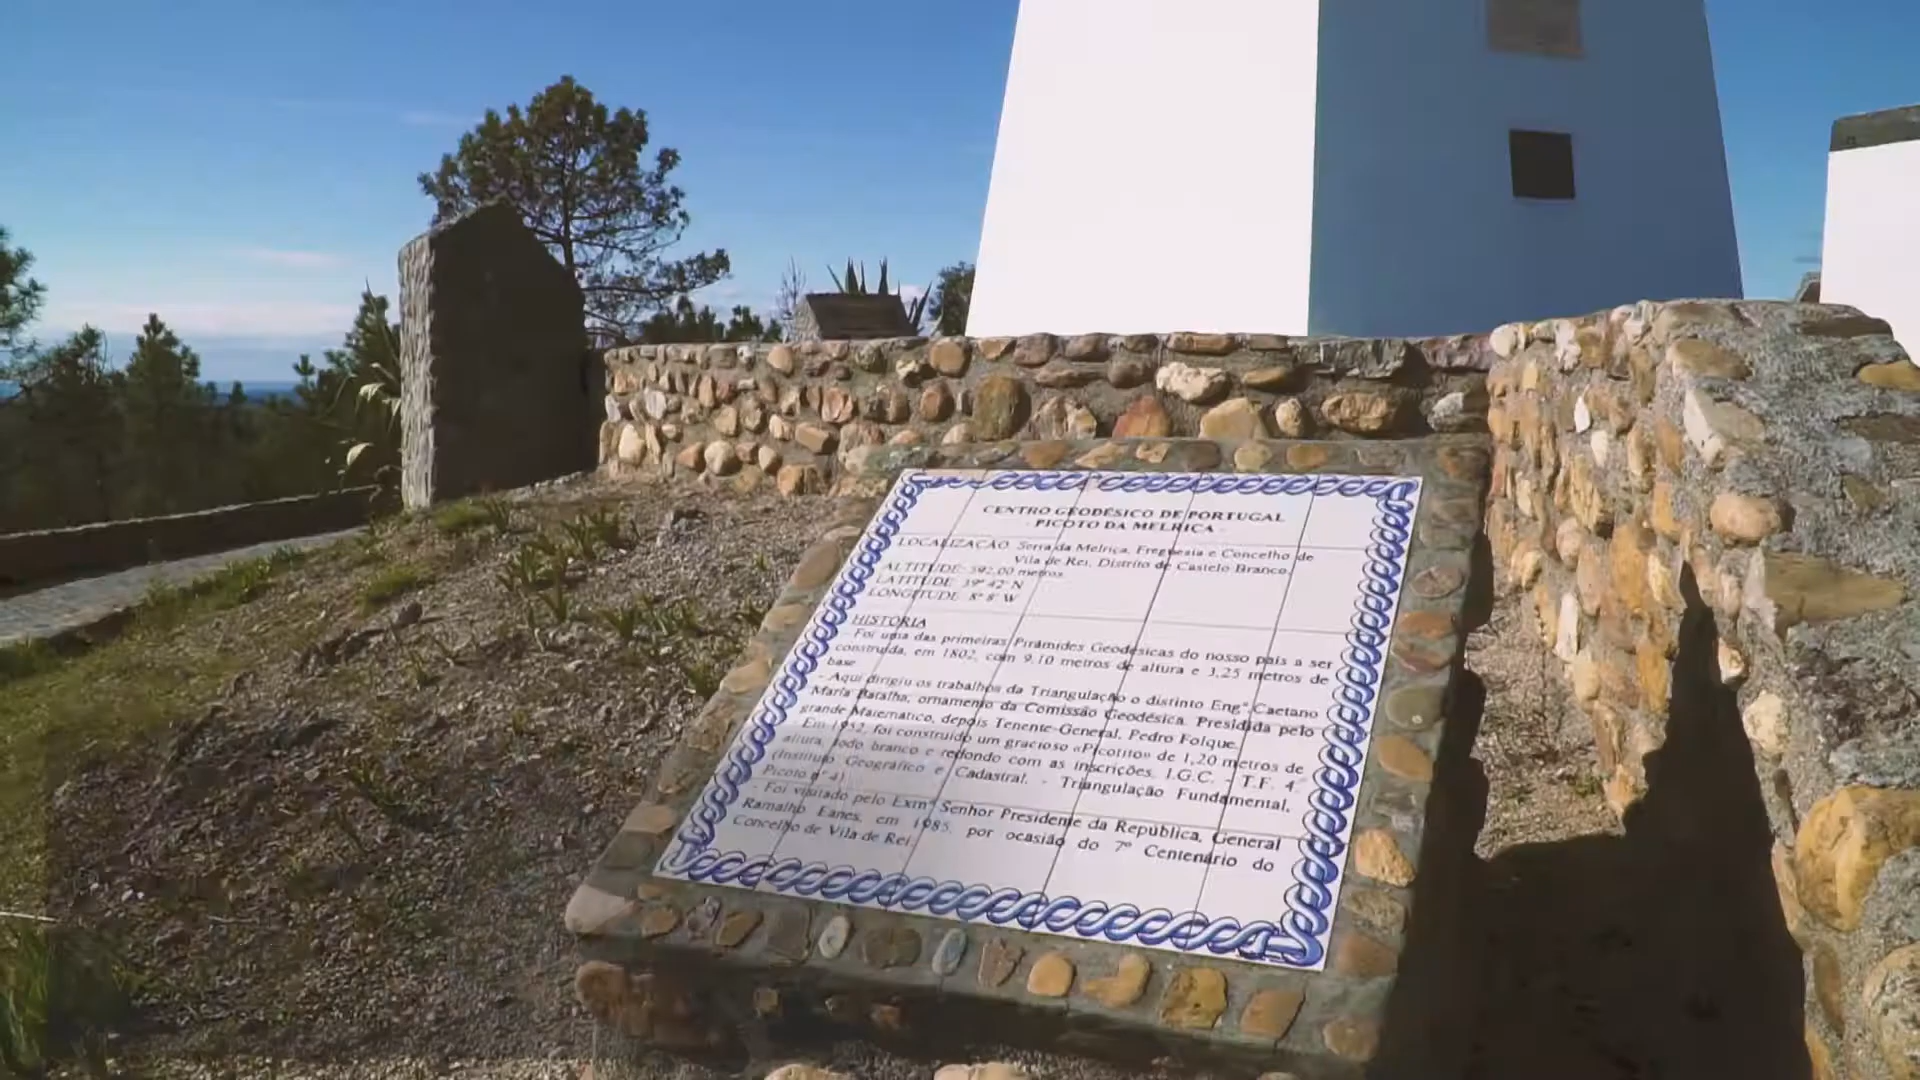 CENTRO GEODÉSICO DE PORTUGAL
- PICOTO DA MELRIÇA -
LOCALIZAÇÃO: Serra da Melriça, Freguesia e Concelho de
Vila de Rei, Distrito de Castelo Branco.
ALTITUDE: 592,00 metros
LATITUDE: 39º 42' N
LONGITUDE: 8º 8' W
HISTÓRIA
- Foi uma das primeiras Pirâmides Geodésicas do nosso país a ser
construída, em 1802, com 9,10 metros de altura e 3,25 metros de
base
- Aqui dirigiu os trabalhos da Triangulação o distinto Engº Caetano
Maria Batalha, ornamento da Comissão Geodésica. Presidada pelo
grande Matemático, depois Tenente-General, Pedro Folque.
Em 1952, foi construído um gracioso «Picotito» de 1,20 metros de
altura, todo branco e redondo com as inscrições. I.G.C. - T.F. 4.
(Instituto Geográfico e Cadastral. - Triangulação Fundamental,
Picoto nº 4)
- Foi visitado pelo Exmº Senhor Presidente da República, General
Ramalho Eanes, em 1985, por ocasião do 7º Centenário do
Concelho de Vila de Rei.